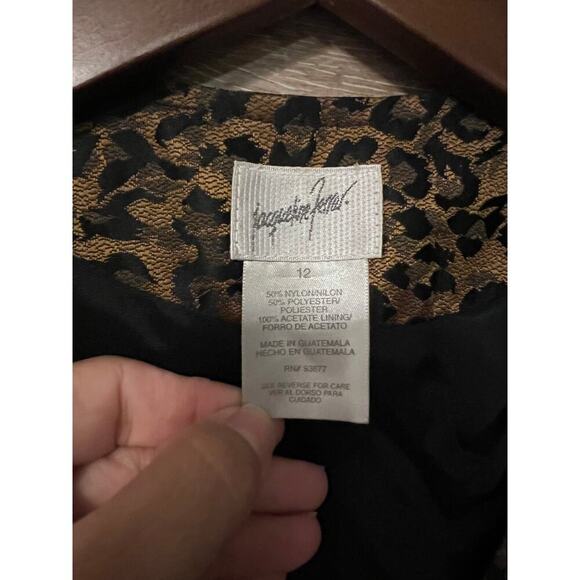 Jacqueline Ferrar
12
50% NYLON/NILON
50% POLYESTER/
POLIESTER
100% ACETATE LINING/
FORRO DE ACETATO
MADE IN GUATEMALA
HECHO EN GUATEMALA
RN# 93677
SEE REVERSE FOR CARE
VER AL DORSO PARA
CUIDADO